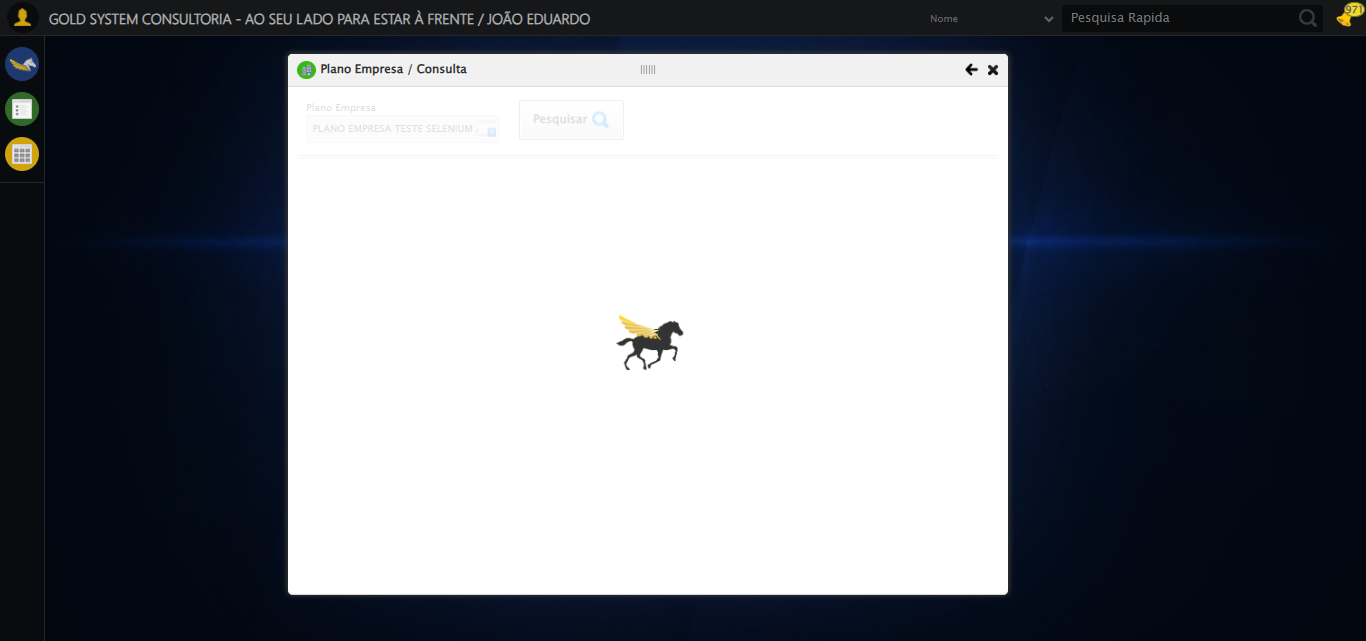 GOLD SYSTEM CONSULTORIA - AO SEU LADO PARA ESTAR À FRENTE / JOÃO EDUARDO
Nome
Pesquisa Rapida
971
Plano Empresa / Consulta
Plano Empresa
PLANO EMPRESA TESTE SELENIUM
Pesquisar